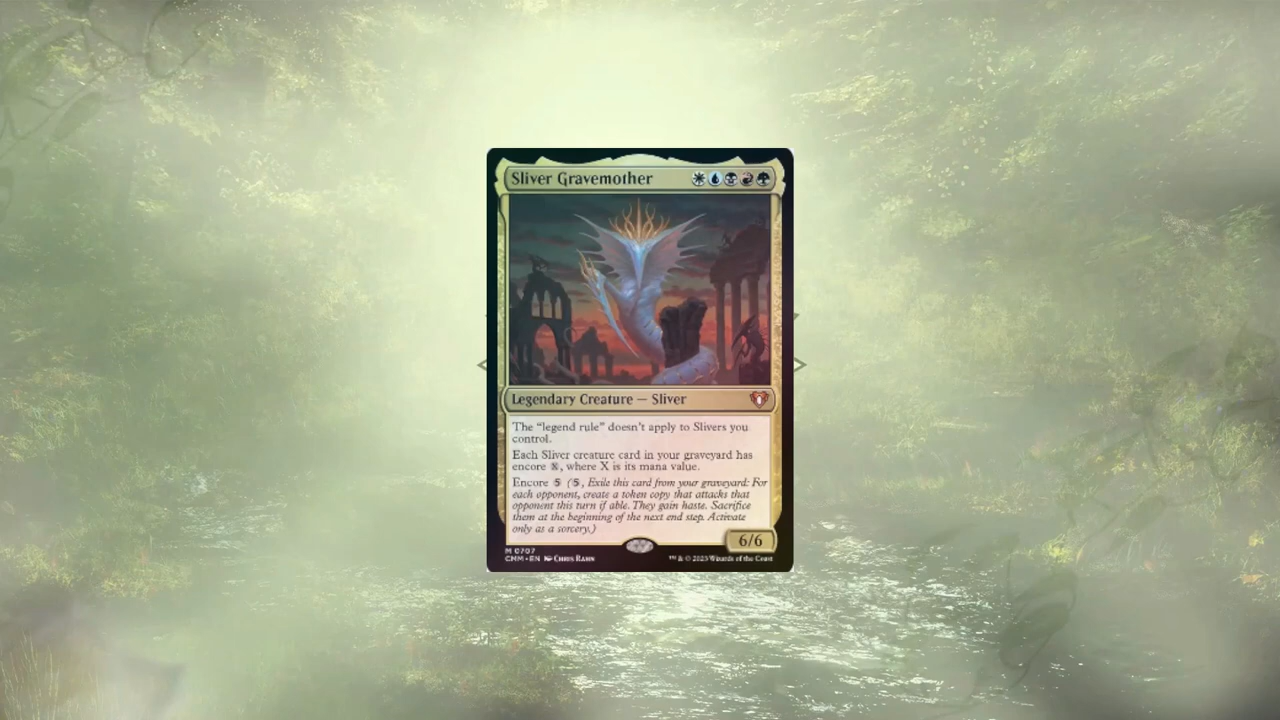 Sliver Gravemother
Legendary Creature — Sliver
The “legend rule” doesn’t apply to Slivers you
control.
Each Sliver creature card in your graveyard has
encore X, where X is its mana value.
Encore 5 (5, Exile this card from your graveyard: For
each opponent, create a token copy that attacks that
opponent this turn if able. They gain haste. Sacrifice
them at the beginning of the next end step. Activate
only as a sorcery.)
6/6
M 0707
CMM • EN Chris Rahn
™ & © 2023 Wizards of the Coast